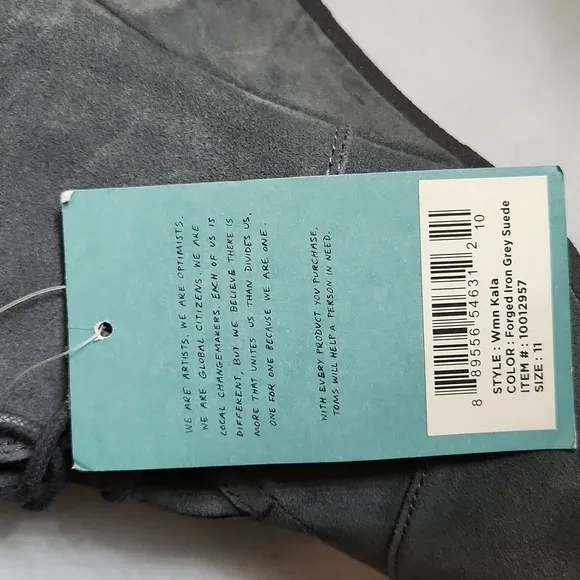 WE ARE ARTISTS. WE ARE OPTIMISTS.
WE ARE GLOBAL CITIZENS. WE ARE
LOCAL CHANGEMAKERS. EACH OF US IS
DIFFERENT, BUT WE BELIEVE THERE IS
MORE THAT UNITES US THAN DIVIDES US.
ONE FOR ONE BECAUSE WE ARE ONE.
WITH EVERY PRODUCT YOU PURCHASE,
TOMS WILL HELP A PERSON IN NEED.
8 89556 54631 2 10
STYLE : Wmn Kala
COLOR : Forged Iron Grey Suede
ITEM # : 10012957
SIZE: 11